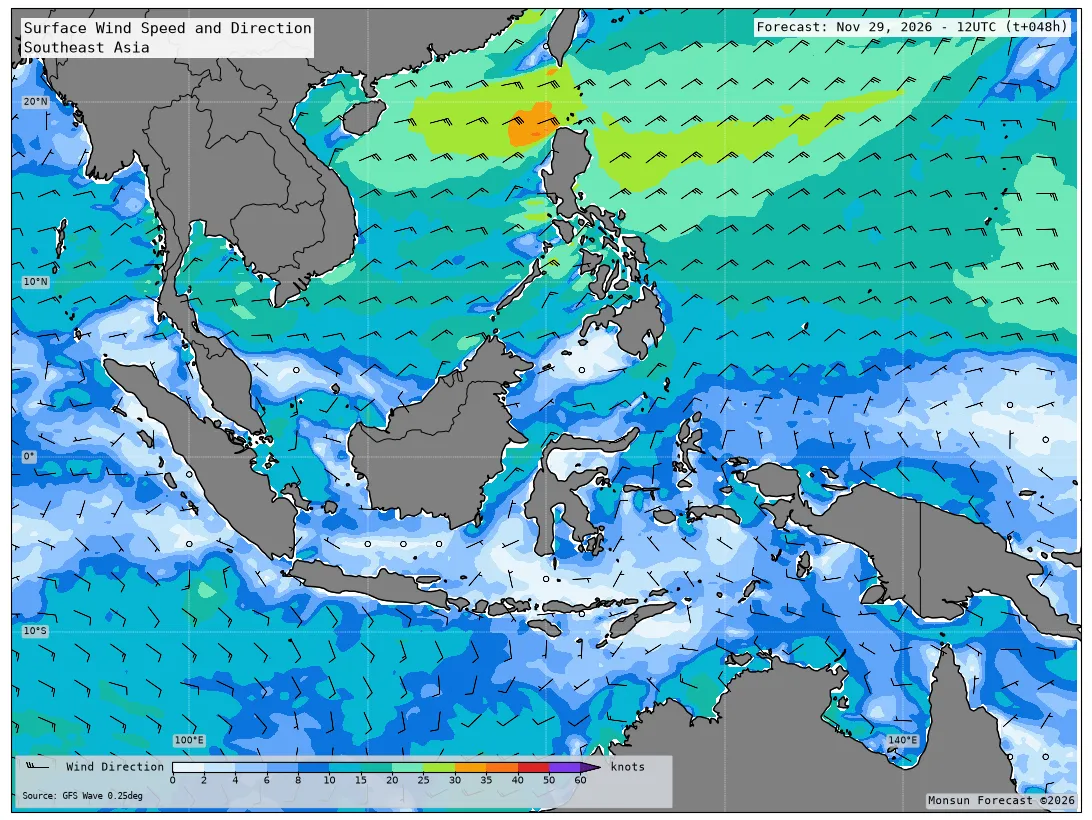 Surface Wind Speed and Direction
Southeast Asia
Forecast: Nov 29, 2026 - 12UTC (t+048h)
20°N
10°N
0°
10°S
100°E
140°E
Wind Direction
knots
0 2 4 6 8 10 15 20 25 30 35 40 50 60
Source: GFS Wave 0.25deg
Monsun Forecast ©2026